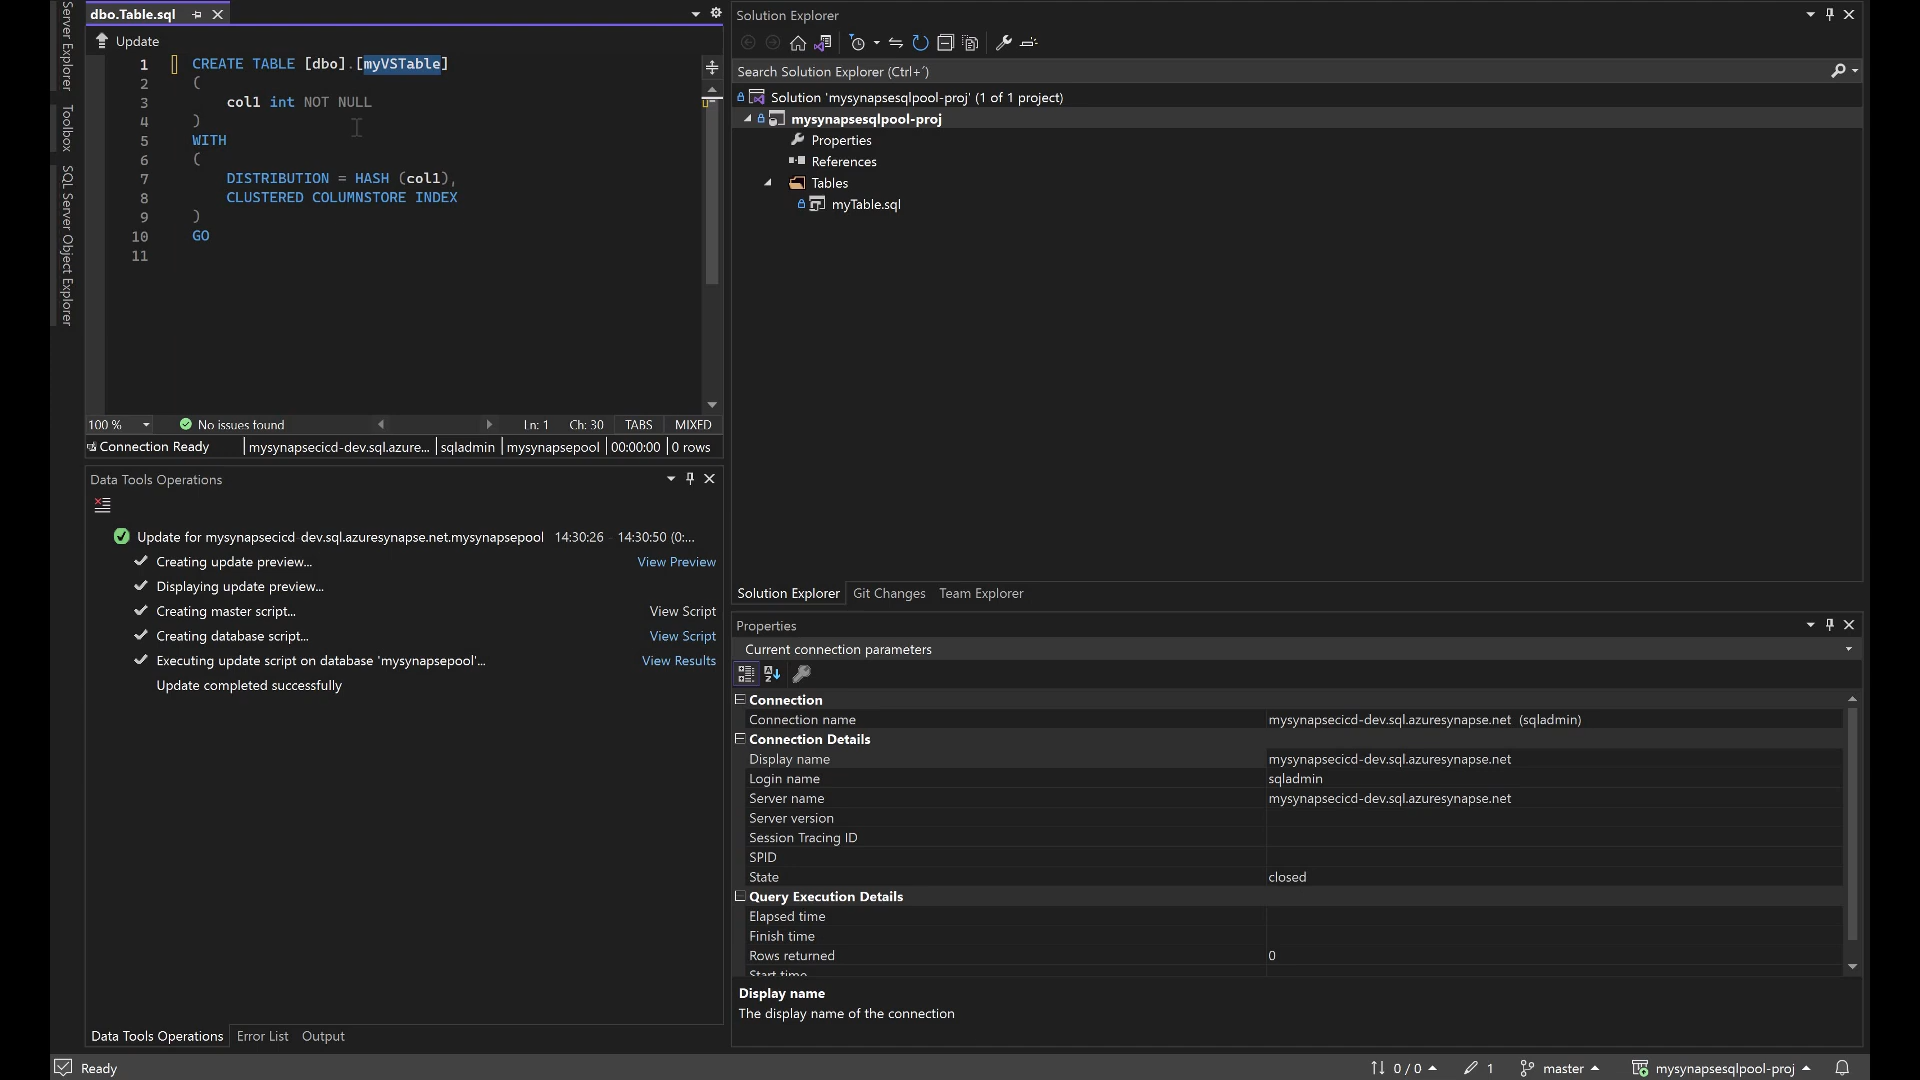 Server Explorer
Toolbox
SQL Server Object Explorer
dbo.Table.sql
Update
1 CREATE TABLE [dbo].[myVSTable]
2 (
3 col1 int NOT NULL
4 )
5 WITH
6 (
7 DISTRIBUTION = HASH (col1),
8 CLUSTERED COLUMNSTORE INDEX
9 )
10 GO
11
100 % No issues found Ln: 1 Ch: 30 TABS MIXED
Connection Ready mysynapsecicd-dev.sql.azure... sqladmin mysynapsepool 00:00:00 0 rows
Data Tools Operations
Update for mysynapsecicd dev.sql.azuresynapse.net.mysynapsepool 14:30:26 14:30:50 (0:...
Creating update preview... View Preview
Displaying update preview...
Creating master script... View Script
Creating database script... View Script
Executing update script on database 'mysynapsepool'... View Results
Update completed successfully
Data Tools Operations Error List Output
Solution Explorer
Search Solution Explorer (Ctrl+´)
Solution 'mysynapsesqlpool-proj' (1 of 1 project)
mysynapsesqlpool-proj
Properties
References
Tables
myTable.sql
Solution Explorer Git Changes Team Explorer
Properties
Current connection parameters
Connection
Connection name mysynapsecicd-dev.sql.azuresynapse.net (sqladmin)
Connection Details
Display name mysynapsecicd-dev.sql.azuresynapse.net
Login name sqladmin
Server name mysynapsecicd-dev.sql.azuresynapse.net
Server version
Session Tracing ID
SPID
State closed
Query Execution Details
Elapsed time
Finish time
Rows returned 0
Start time
Display name
The display name of the connection
Ready 0 / 0 1 master mysynapsesqlpool-proj